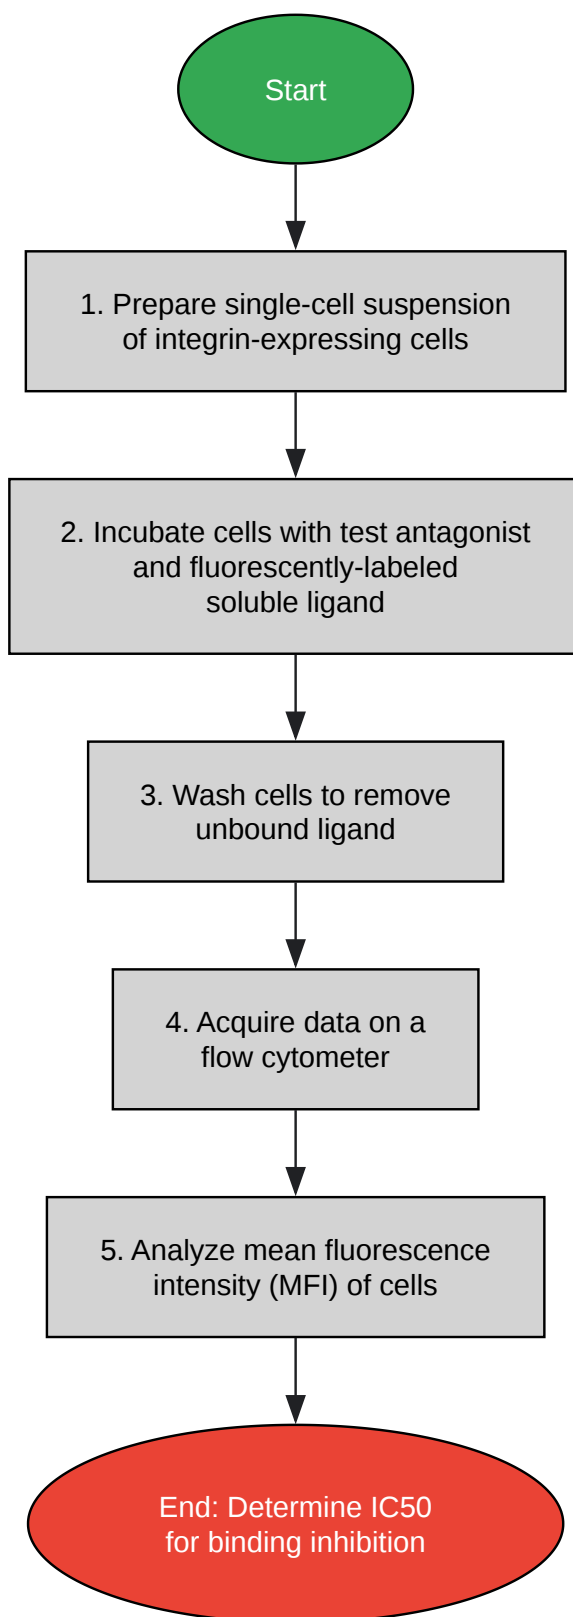 Start
1. Prepare single-cell suspension
of integrin-expressing cells
2. Incubate cells with test antagonist
and fluorescently-labeled
soluble ligand
3. Wash cells to remove
unbound ligand
4. Acquire data on a
flow cytometer
5. Analyze mean fluorescence
intensity (MFI) of cells
End: Determine IC50
for binding inhibition